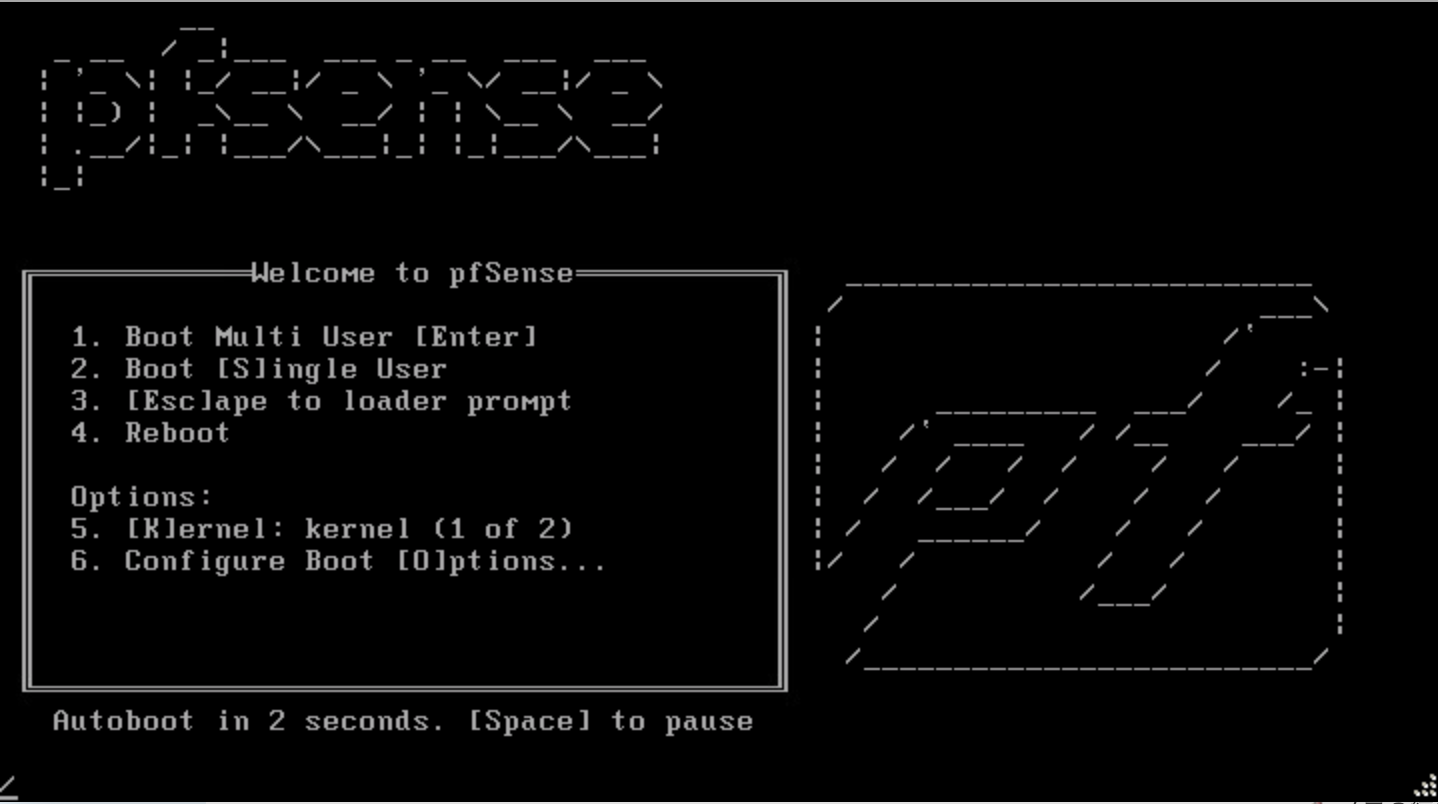 pfsense
Welcome to pfSense
1. Boot Multi User [Enter]
2. Boot [S]ingle User
3. [Esc]ape to loader prompt
4. Reboot
Options:
5. [K]ernel: kernel (1 of 2)
6. Configure Boot [O]ptions...
pf
Autoboot in 2 seconds. [Space] to pause